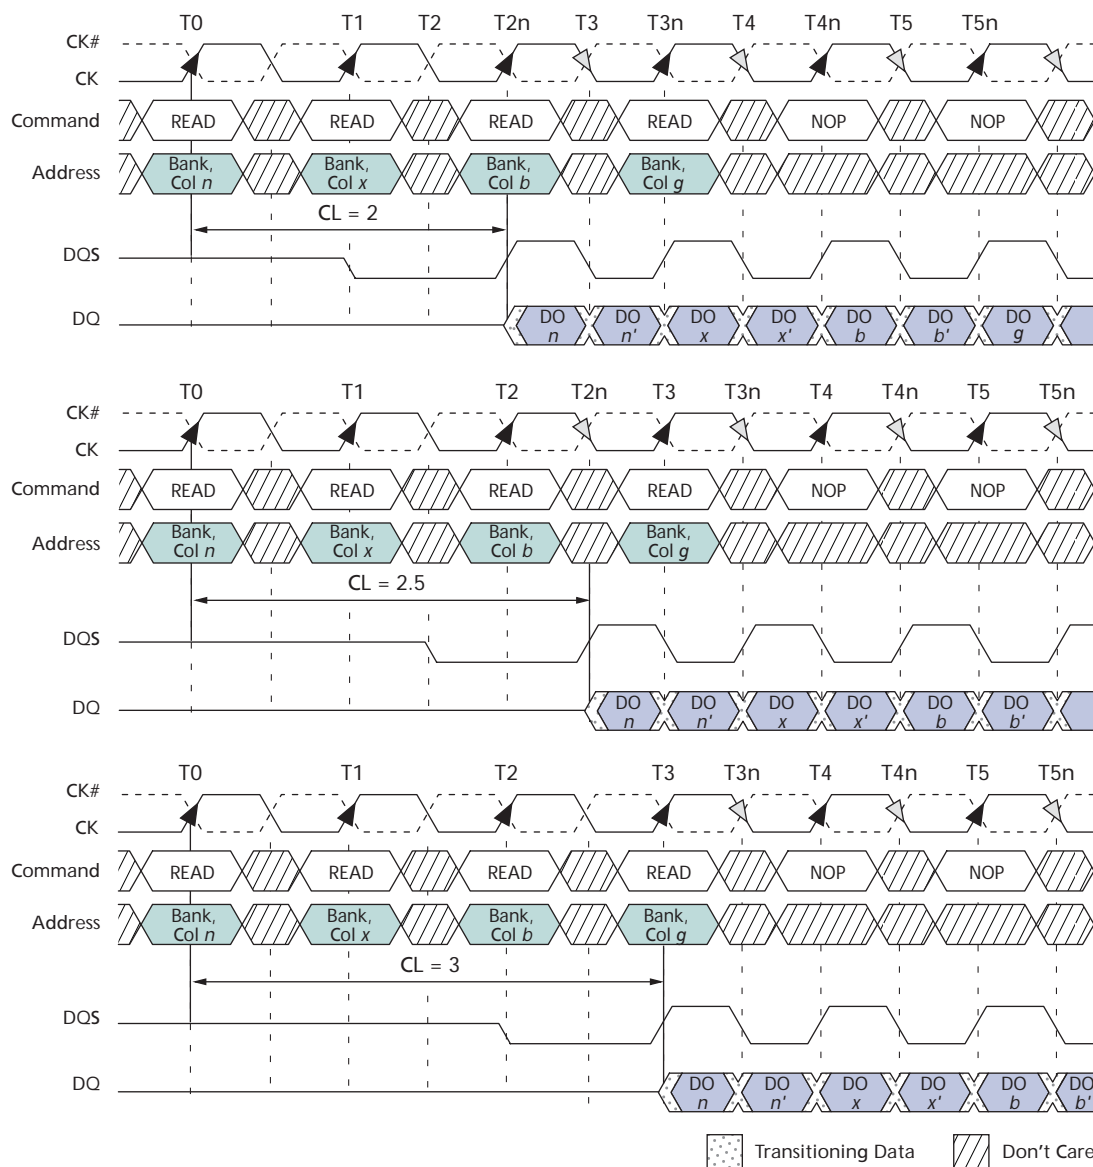 T0 T1 T2 T2n T3 T3n T4 T4n T5 T5n
CK#
CK
Command READ READ READ READ NOP NOP
Address Bank, Col n Bank, Col x Bank, Col b Bank, Col g
CL = 2
DQS
DQ DO n DO n' DO x DO x' DO b DO b' DO g
T0 T1 T2 T2n T3 T3n T4 T4n T5 T5n
CK#
CK
Command READ READ READ READ NOP NOP
Address Bank, Col n Bank, Col x Bank, Col b Bank, Col g
CL = 2.5
DQS
DQ DO n DO n' DO x DO x' DO b DO b'
T0 T1 T2 T3 T3n T4 T4n T5 T5n
CK#
CK
Command READ READ READ READ NOP NOP
Address Bank, Col n Bank, Col x Bank, Col b Bank, Col g
CL = 3
DQS
DQ DO n DO n' DO x DO x' DO b DO b'
Transitioning Data Don't Care